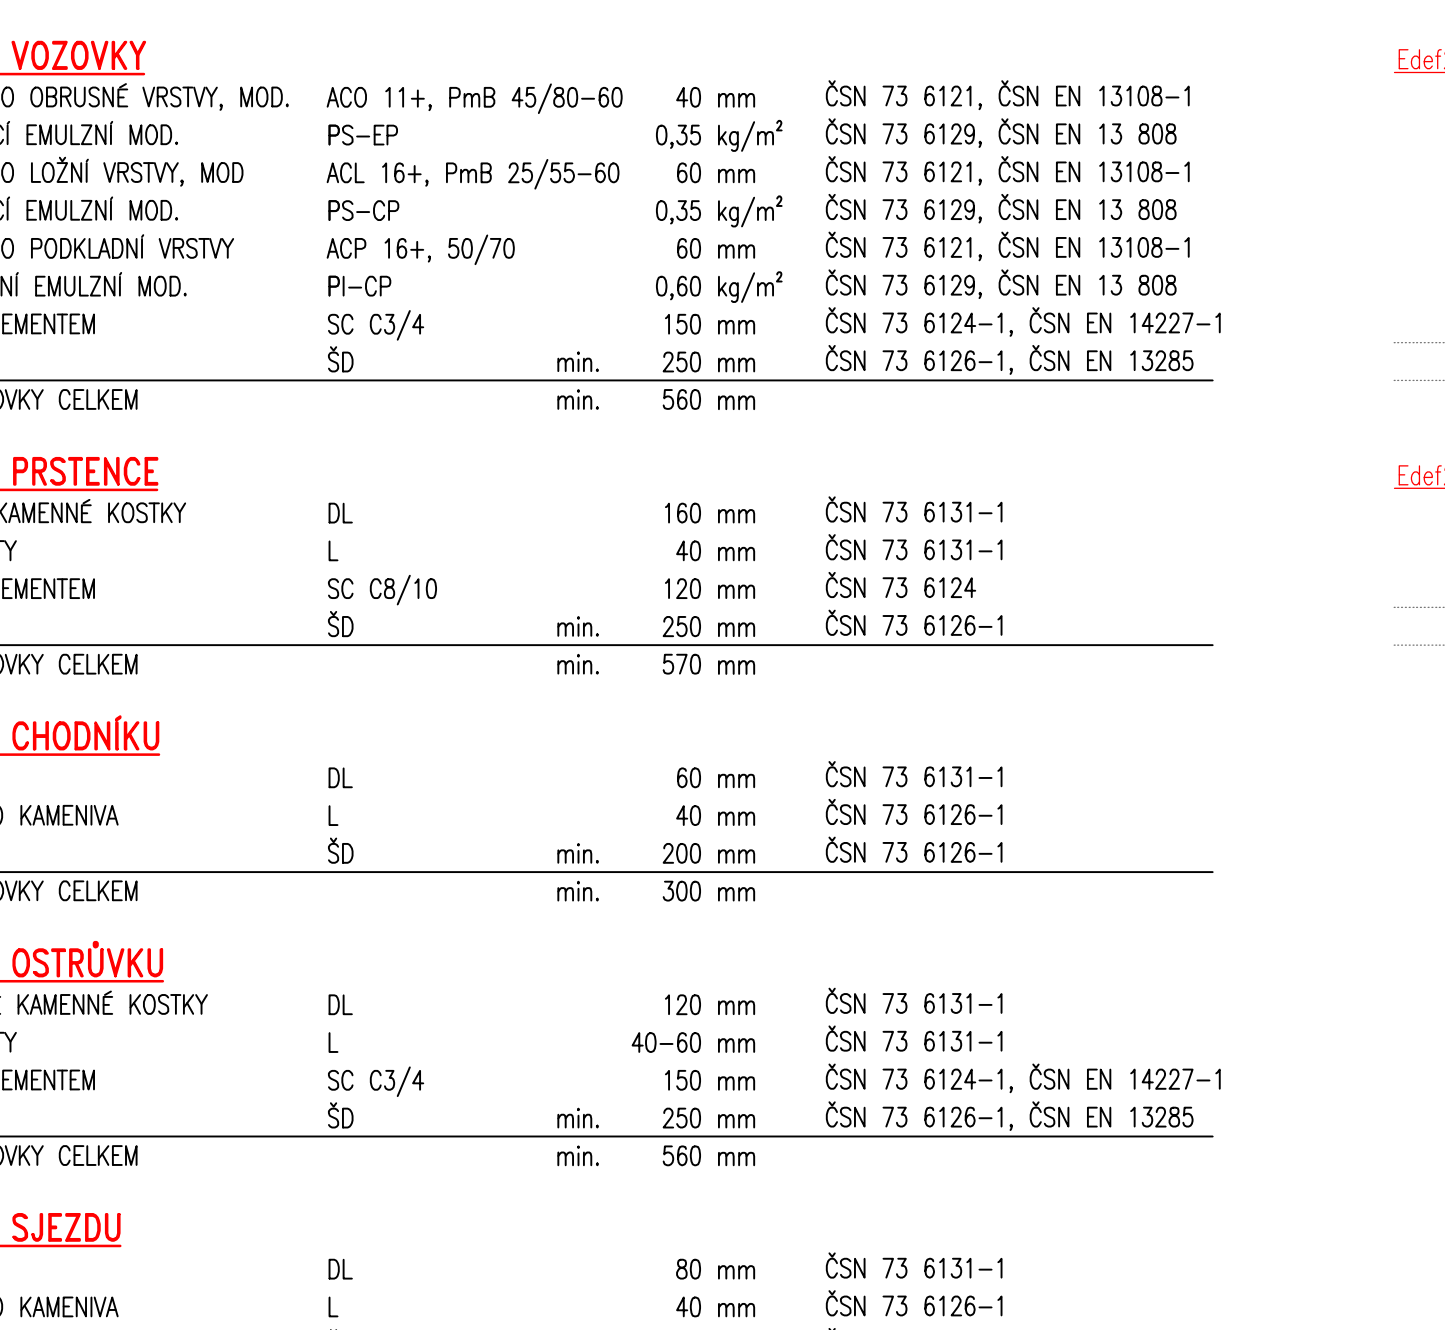 VOZOVKY
Edef
O OBRUSNÉ VRSTVY, MOD. ACO 11+, PmB 45/80-60 40 mm ČSN 73 6121, ČSN EN 13108-1
CÍ EMULZNÍ MOD. PS-EP 0,35 kg/m² ČSN 73 6129, ČSN EN 13 808
O LOŽNÍ VRSTVY, MOD ACL 16+, PmB 25/55-60 60 mm ČSN 73 6121, ČSN EN 13108-1
CÍ EMULZNÍ MOD. PS-CP 0,35 kg/m² ČSN 73 6129, ČSN EN 13 808
O PODKLADNÍ VRSTVY ACP 16+, 50/70 60 mm ČSN 73 6121, ČSN EN 13108-1
NÍ EMULZNÍ MOD. PI-CP 0,60 kg/m² ČSN 73 6129, ČSN EN 13 808
EMENTEM SC C3/4 150 mm ČSN 73 6124-1, ČSN EN 14227-1
ŠD min. 250 mm ČSN 73 6126-1, ČSN EN 13285
OVKY CELKEM min. 560 mm
PRSTENCE
Edef
KAMENNÉ KOSTKY DL 160 mm ČSN 73 6131-1
TY L 40 mm ČSN 73 6131-1
EMENTEM SC C8/10 120 mm ČSN 73 6124
ŠD min. 250 mm ČSN 73 6126-1
OVKY CELKEM min. 570 mm
CHODNÍKU
DL 60 mm ČSN 73 6131-1
O KAMENIVA L 40 mm ČSN 73 6126-1
ŠD min. 200 mm ČSN 73 6126-1
OVKY CELKEM min. 300 mm
OSTRŮVKU
KAMENNÉ KOSTKY DL 120 mm ČSN 73 6131-1
TY L 40-60 mm ČSN 73 6131-1
EMENTEM SC C3/4 150 mm ČSN 73 6124-1, ČSN EN 14227-1
ŠD min. 250 mm ČSN 73 6126-1, ČSN EN 13285
OVKY CELKEM min. 560 mm
SJEZDU
DL 80 mm ČSN 73 6131-1
O KAMENIVA L 40 mm ČSN 73 6126-1